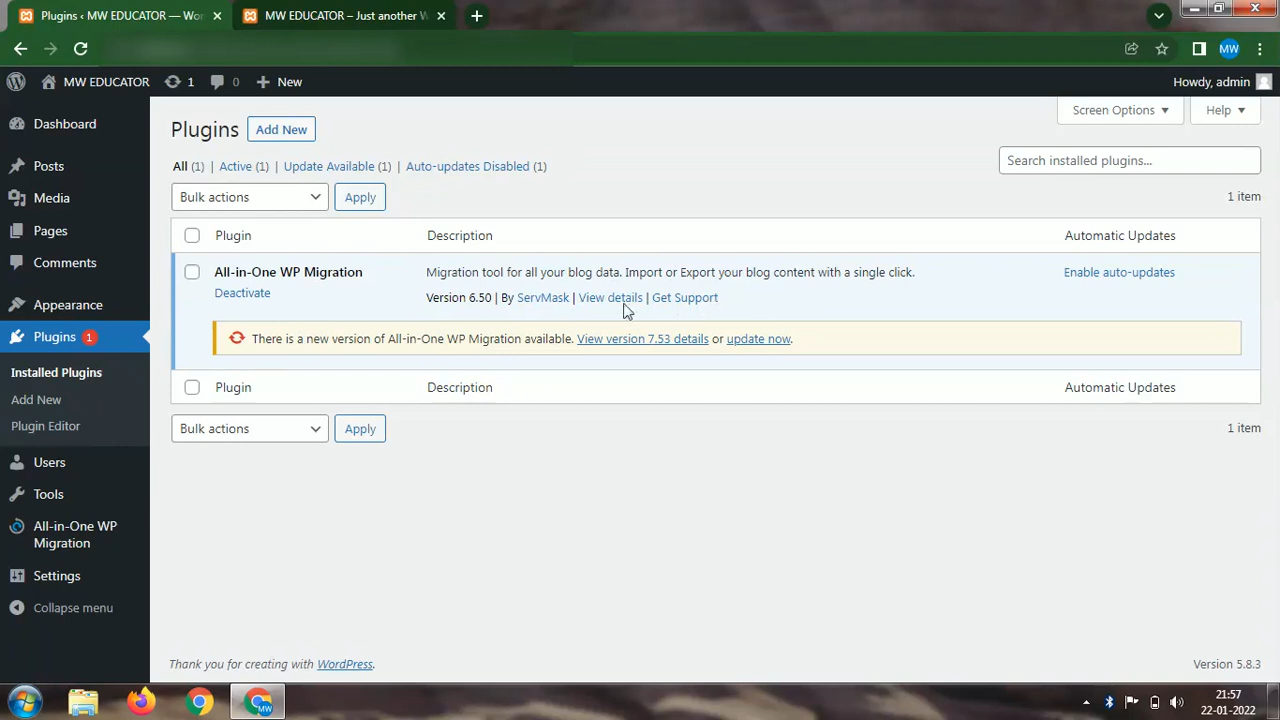 Plugins ‹ MW EDUCATOR — Wor
MW EDUCATOR – Just another W
MW
MW EDUCATOR
1
0
New
Howdy, admin
Dashboard
Posts
Media
Pages
Comments
Appearance
Plugins 1
Installed Plugins
Add New
Plugin Editor
Users
Tools
All-in-One WP
Migration
Settings
Collapse menu
Screen Options
Help
Plugins
Add New
All (1) | Active (1) | Update Available (1) | Auto-updates Disabled (1)
Search installed plugins...
Bulk actions
Apply
1 item
Plugin
Description
Automatic Updates
All-in-One WP Migration
Deactivate
Migration tool for all your blog data. Import or Export your blog content with a single click.
Version 6.50 | By ServMask | View details | Get Support
Enable auto-updates
There is a new version of All-in-One WP Migration available. View version 7.53 details or update now.
Plugin
Description
Automatic Updates
Bulk actions
Apply
1 item
Thank you for creating with WordPress.
Version 5.8.3
MW
21:57
22-01-2022